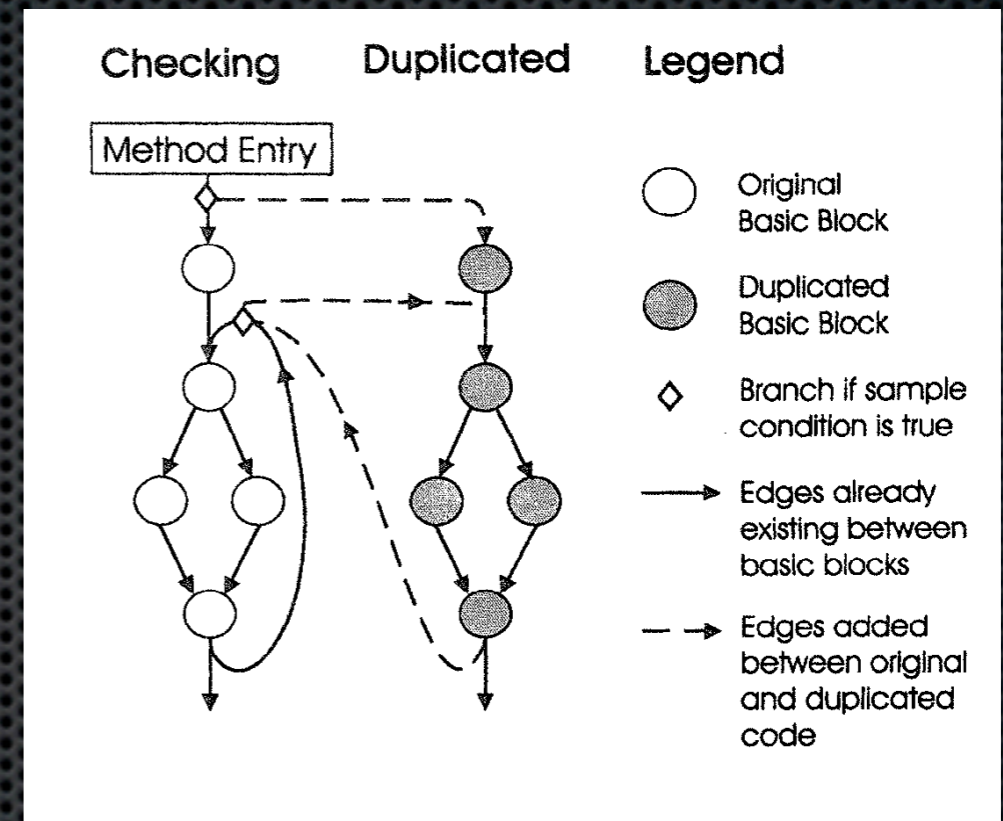 Checking
Duplicated
Legend
Method Entry
Original
Basic Block
Duplicated
Basic Block
Branch if sample
condition is true
Edges already
existing between
basic blocks
Edges added
between original
and duplicated
code